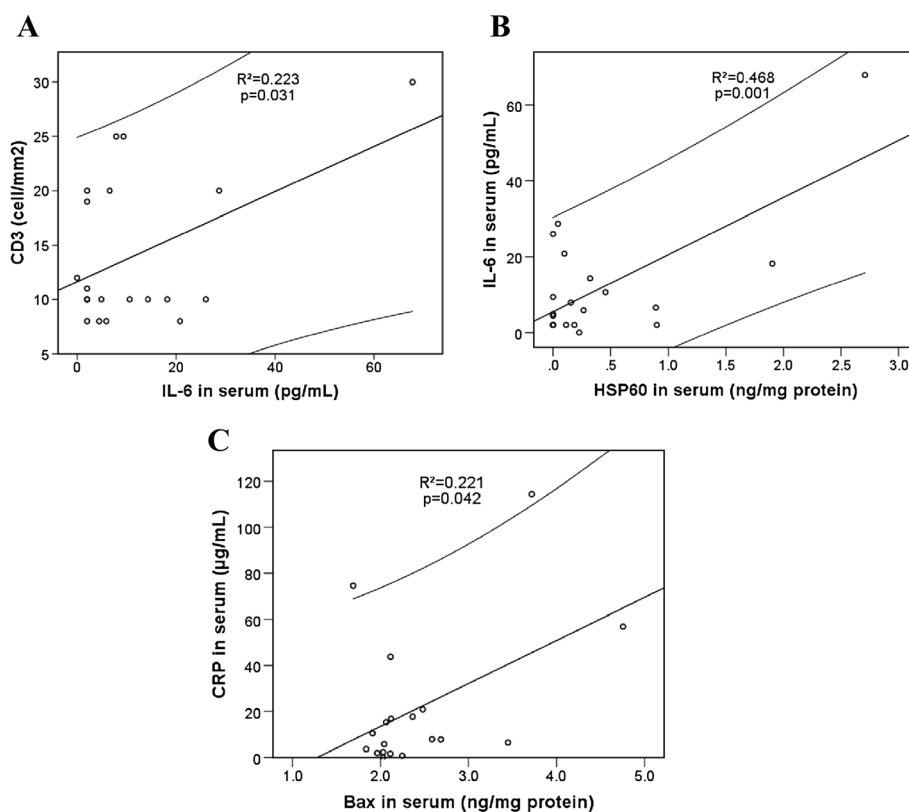 A
B
R²=0.223
p=0.031
R²=0.468
p=0.001
30
25
20
15
10
5
CD3 (cell/mm2)
0
20
40
60
IL-6 in serum (pg/mL)
60
40
20
0
IL-6 in serum (pg/mL)
.0
.5
1.0
1.5
2.0
2.5
3.0
HSP60 in serum (ng/mg protein)
C
R²=0.221
p=0.042
120
100
80
60
40
20
0
CRP in serum (µg/mL)
1.0
2.0
3.0
4.0
5.0
Bax in serum (ng/mg protein)